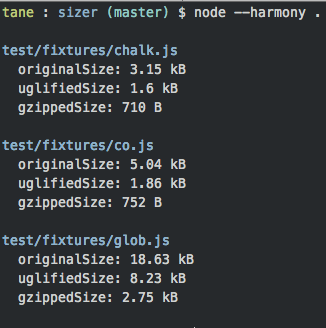 tane : sizer (master) $ node --harmony .
test/fixtures/chalk.js
originalSize: 3.15 kB
uglifiedSize: 1.6 kB
gzippedSize: 710 B
test/fixtures/co.js
originalSize: 5.04 kB
uglifiedSize: 1.86 kB
gzippedSize: 752 B
test/fixtures/glob.js
originalSize: 18.63 kB
uglifiedSize: 8.23 kB
gzippedSize: 2.75 kB